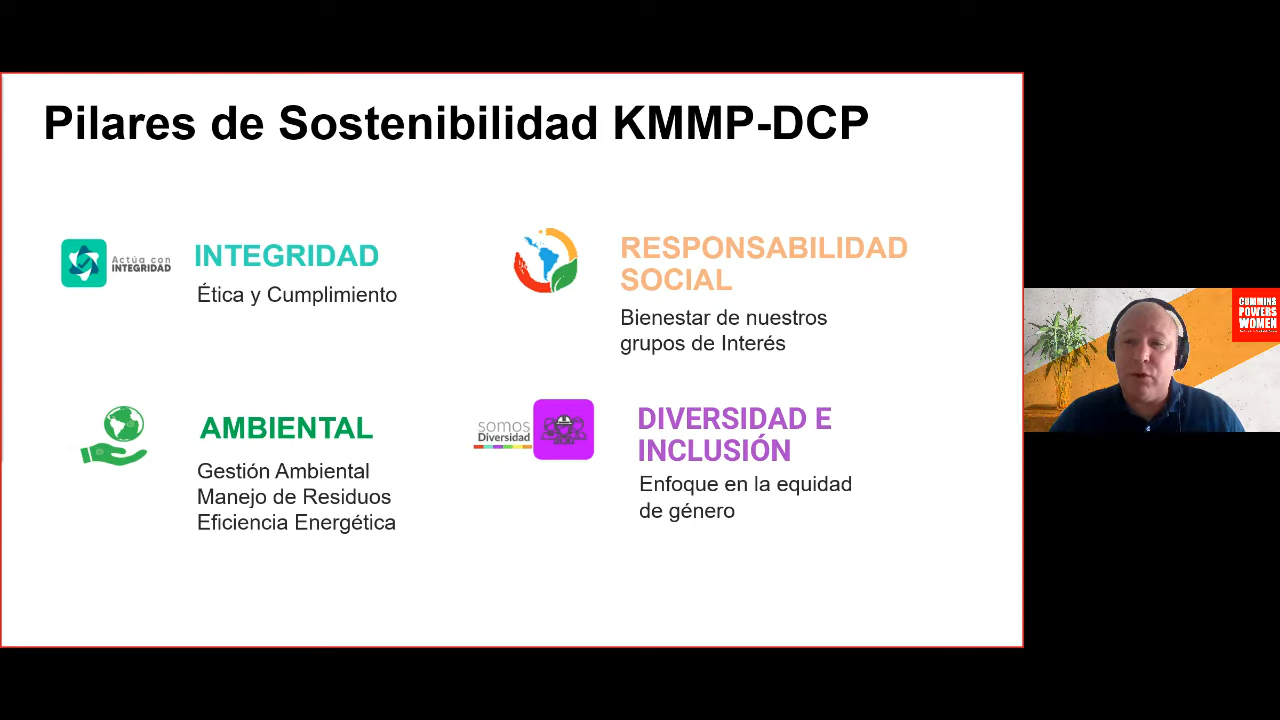 Pilares de Sostenibilidad KMMP-DCP
Actúa con
INTEGRIDAD
INTEGRIDAD
Ética y Cumplimiento
RESPONSABILIDAD
SOCIAL
Bienestar de nuestros
grupos de Interés
AMBIENTAL
Gestión Ambiental
Manejo de Residuos
Eficiencia Energética
somos
Diversidad
DIVERSIDAD E
INCLUSIÓN
Enfoque en la equidad
de género
CUMMINS
POWERS
WOMEN